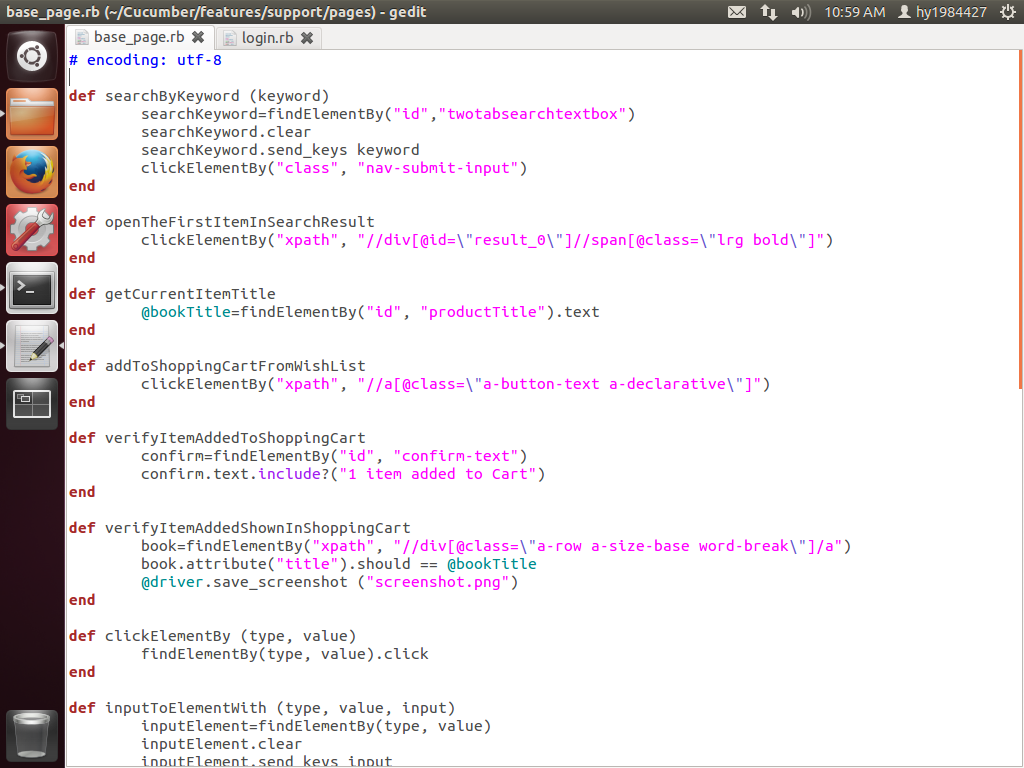 base_page.rb (~/Cucumber/features/support/pages) - gedit
10:59 AM
hy1984427
base_page.rb
login.rb
# encoding: utf-8
def searchByKeyword (keyword)
searchKeyword=findElementBy("id","twotabsearchtextbox")
searchKeyword.clear
searchKeyword.send_keys keyword
clickElementBy("class", "nav-submit-input")
end
def openTheFirstItemInSearchResult
clickElementBy("xpath", "//div[@id=\"result_0\"]//span[@class=\"lrg bold\"]")
end
def getCurrentItemTitle
@bookTitle=findElementBy("id", "productTitle").text
end
def addToShoppingCartFromWishList
clickElementBy("xpath", "//a[@class=\"a-button-text a-declarative\"]")
end
def verifyItemAddedToShoppingCart
confirm=findElementBy("id", "confirm-text")
confirm.text.include?("1 item added to Cart")
end
def verifyItemAddedShownInShoppingCart
book=findElementBy("xpath", "//div[@class=\"a-row a-size-base word-break\"]/a")
book.attribute("title").should == @bookTitle
@driver.save_screenshot ("screenshot.png")
end
def clickElementBy (type, value)
findElementBy(type, value).click
end
def inputToElementWith (type, value, input)
inputElement=findElementBy(type, value)
inputElement.clear
inputElement.send_keys input